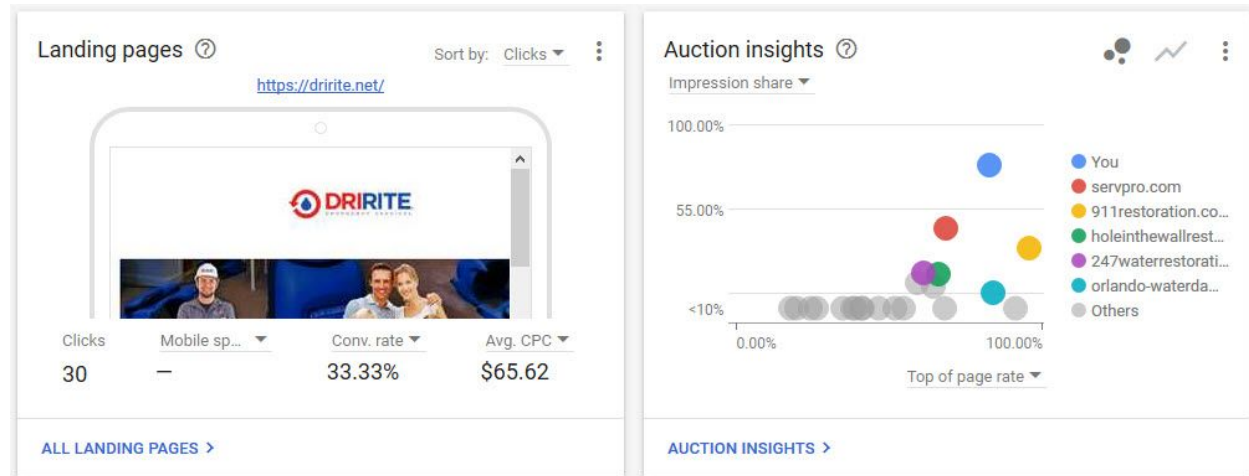 Landing pages
Sort by: Clicks
https://dririte.net/
DRIRITE
EMERGENCY SERVICES
Clicks
Mobile sp...
Conv. rate
Avg. CPC
30
—
33.33%
$65.62
ALL LANDING PAGES >
Auction insights
Impression share
100.00%
55.00%
<10%
0.00%
100.00%
Top of page rate
You
servpro.com
911restoration.co...
holeinthewallrest...
247waterrestorati...
orlando-waterda...
Others
AUCTION INSIGHTS >